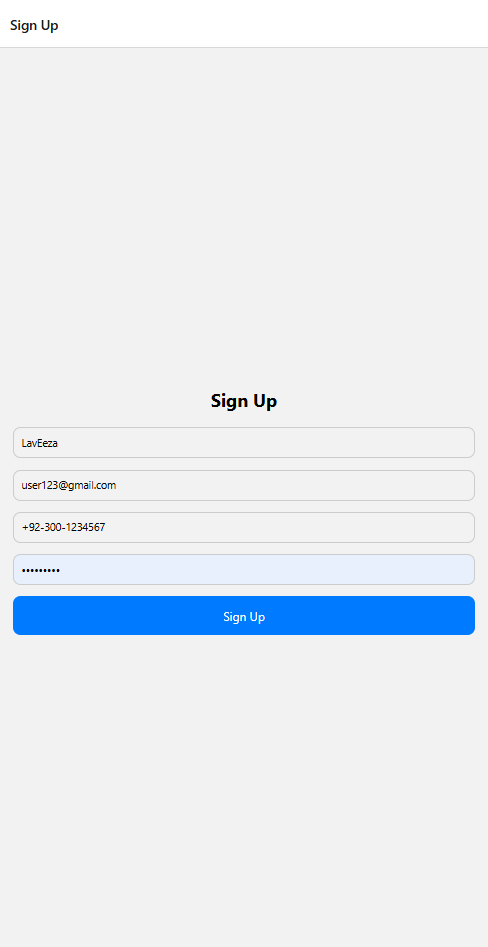 Sign Up
Sign Up
LavEeza
user123@gmail.com
+92-300-1234567
•••••••••
Sign Up